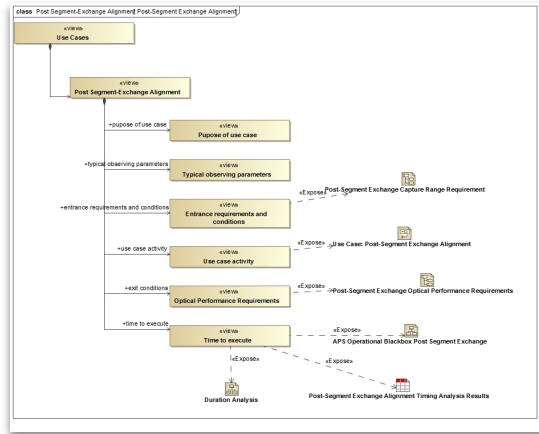 class Post Segment-Exchange Alignment[ Post-Segment Exchange Alignment]
«view»
Use Cases
«view»
Post Segment-Exchange Alignment
+pupose of use case
«view»
Pupose of use case
+typical observing parameters
«view»
Typical observing parameters
«Expose»
Post-Segment Exchange Capture Range Requirement
+entrance requirements and conditions
«view»
Entrance requirements and
conditions
+use case activity
«view»
Use case activity
«Expose»
Use Case: Post-Segment Exchange Alignment
+exit conditions
«view»
Optical Performance Requirements
«Expose»
Post-Segment Exchange Optical Performance Requirements
+time to execute
«view»
Time to execute
«Expose»
APS Operational Blackbox Post Segment Exchange
«Expose»
«Expose»
Duration Analysis
Post-Segment Exchange Alignment Timing Analysis Results